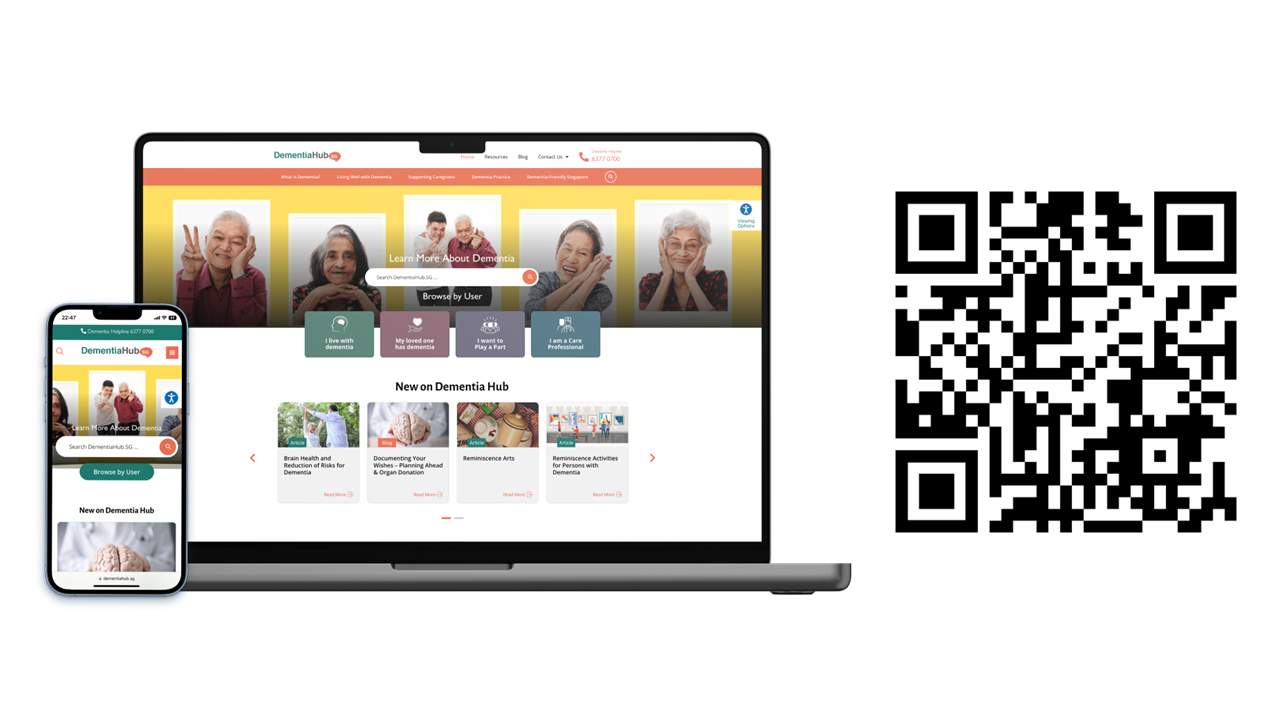 DementiaHub SG
Home Resources Blog Contact Us
Dementia Helpline
6377 0700
What is Dementia? Living Well with Dementia Supporting Caregivers Dementia Practice Dementia-Friendly Singapore
Viewing
Options
Learn More About Dementia
Search DementiaHub.SG ...
Browse by User
I live with
dementia
My loved one
has dementia
I want to
Play a Part
I am a Care
Professional
New on Dementia Hub
Article
Brain Health and
Reduction of Risks for
Dementia
Read More
Blog
Documenting Your
Wishes – Planning Ahead
& Organ Donation
Read More
Article
Reminiscence Arts
Read More
Article
Reminiscence Activities
for Persons with
Dementia
Read More
22:47
Dementia Helpline 6377 0700
DementiaHub SG
Learn More About Dementia
Search DementiaHub.SG ...
Browse by User
New on Dementia Hub
dementiahub.sg